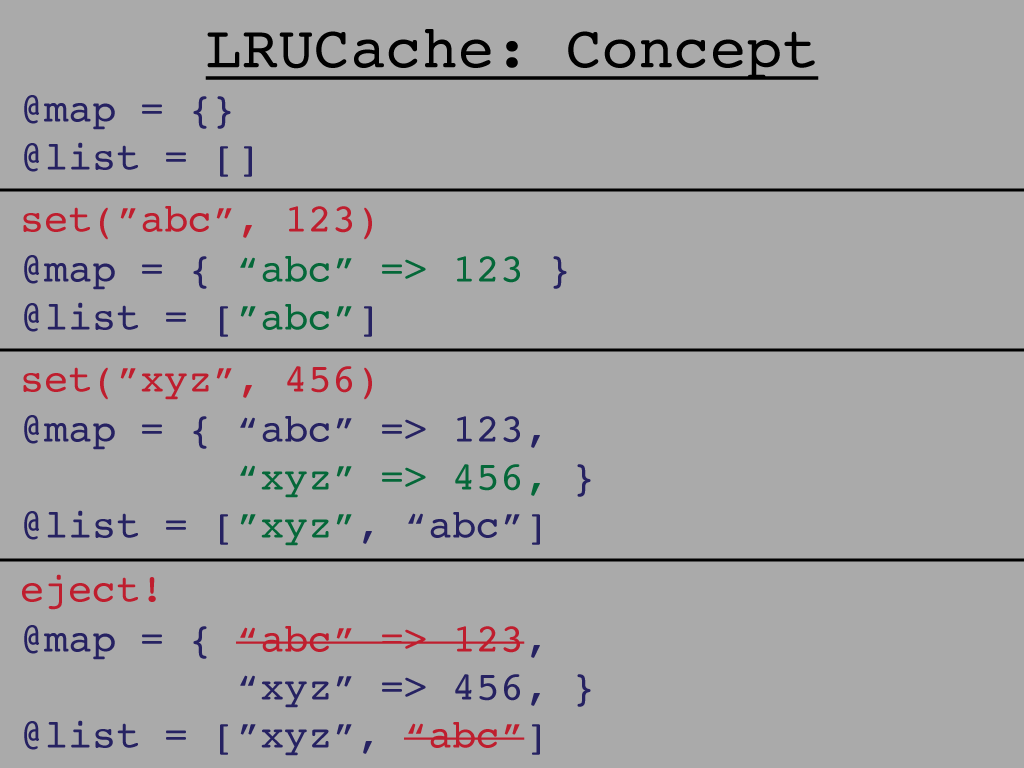 LRUCache: Concept
@map = {}
@list = []
set(”abc”, 123)
@map = { “abc” => 123 }
@list = [”abc”]
set(”xyz”, 456)
@map = { “abc” => 123,
“xyz” => 456, }
@list = [”xyz”, “abc”]
eject!
@map = { “abc” => 123,
“xyz” => 456, }
@list = [”xyz”, “abc”]